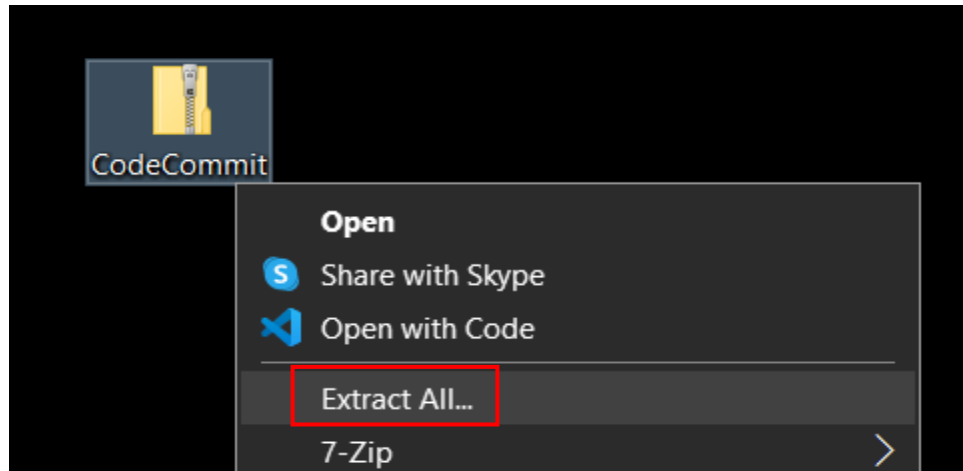 CodeCommit
Open
S Share with Skype
Open with Code
Extract All...
7-Zip